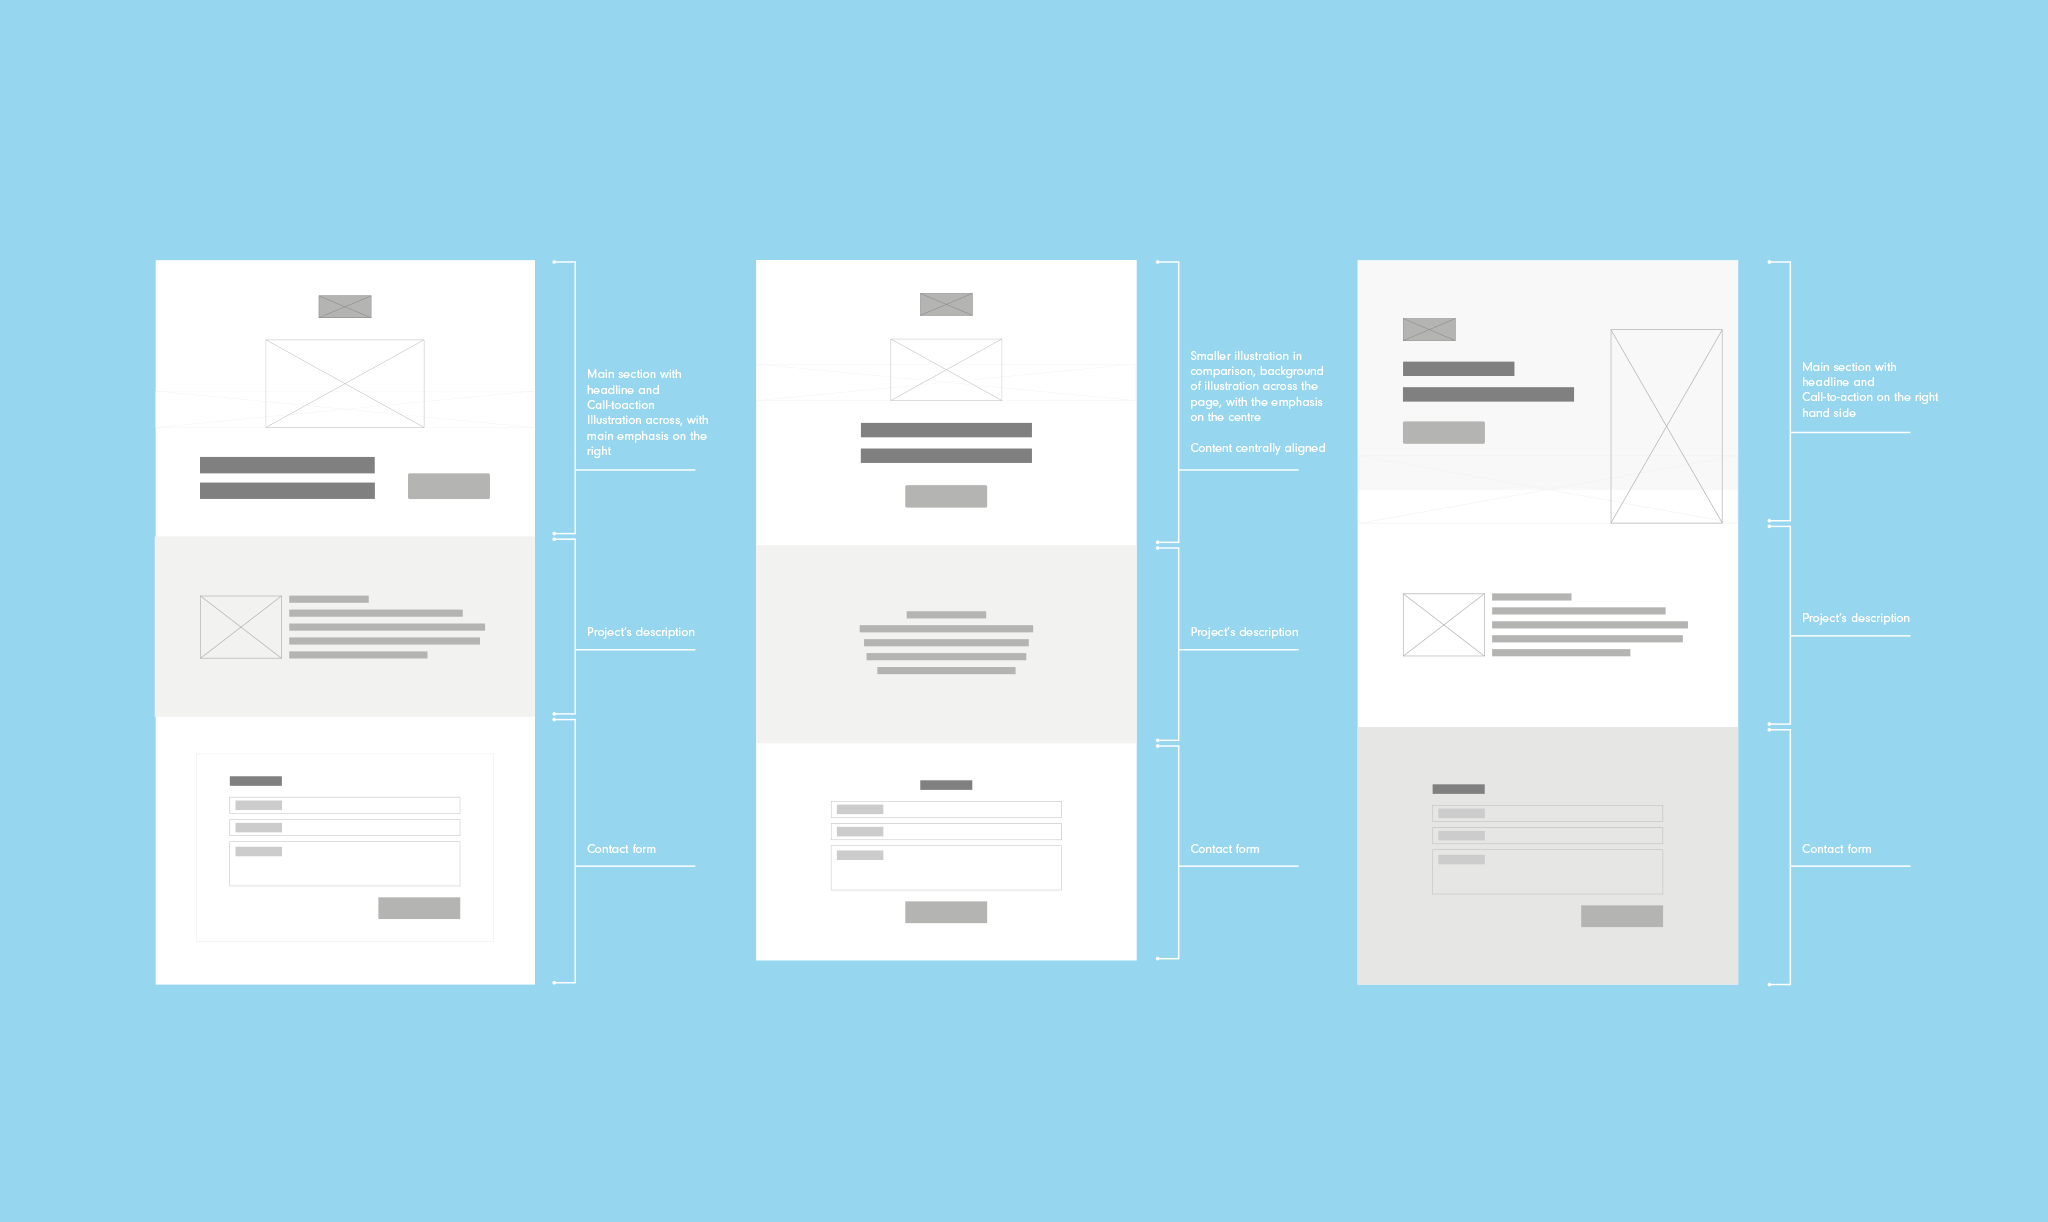 Main section with
headline and
Call-toaction
Illustration across, with
main emphasis on the
right
Project's description
Contact form
Smaller illustration in
comparison, background
of illustration across the
page, with the emphasis
on the centre
Content centrally aligned
Project's description
Contact form
Main section with
headline and
Call-to-action on the right
hand side
Project's description
Contact form